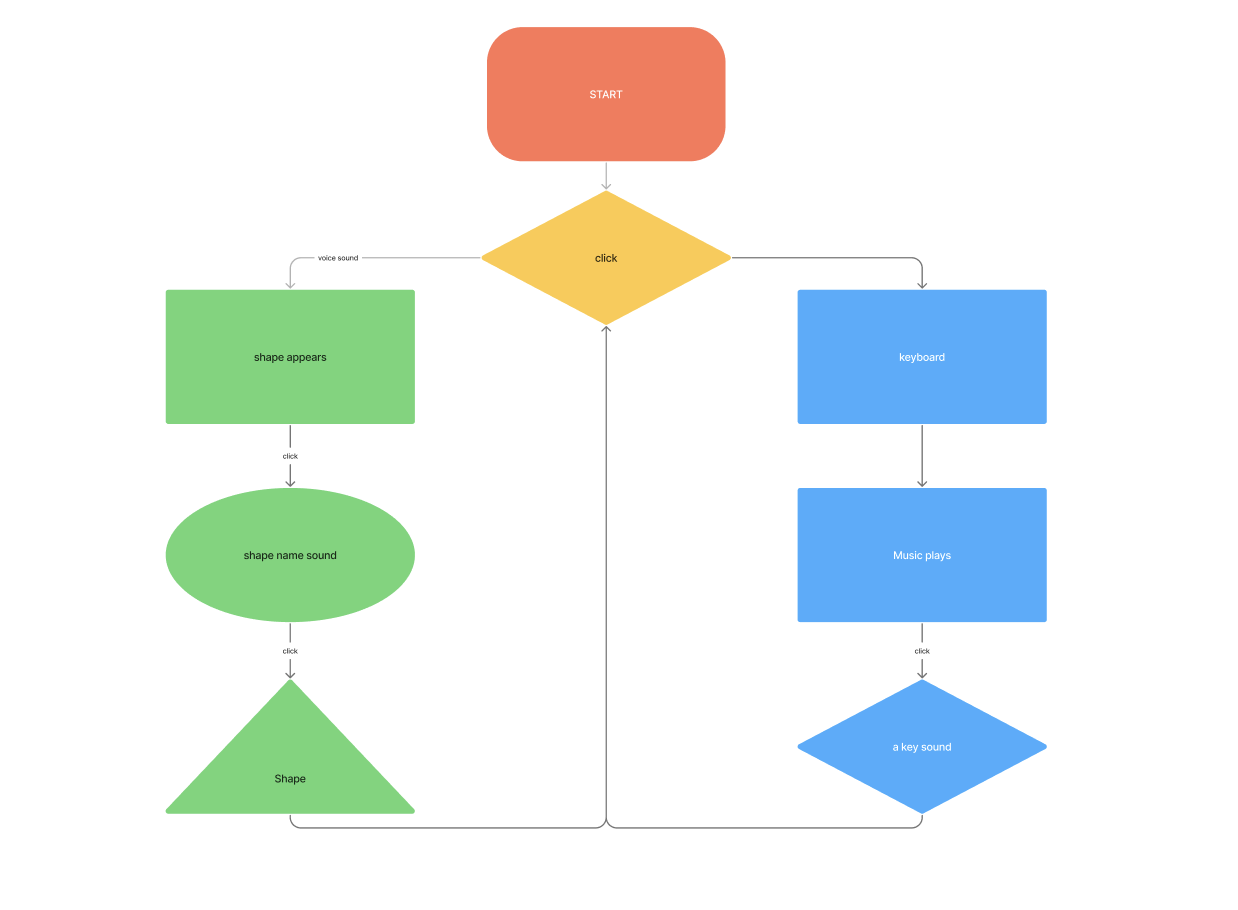 START
click
voice sound
shape appears
keyboard
click
shape name sound
Music plays
click
click
a key sound
Shape